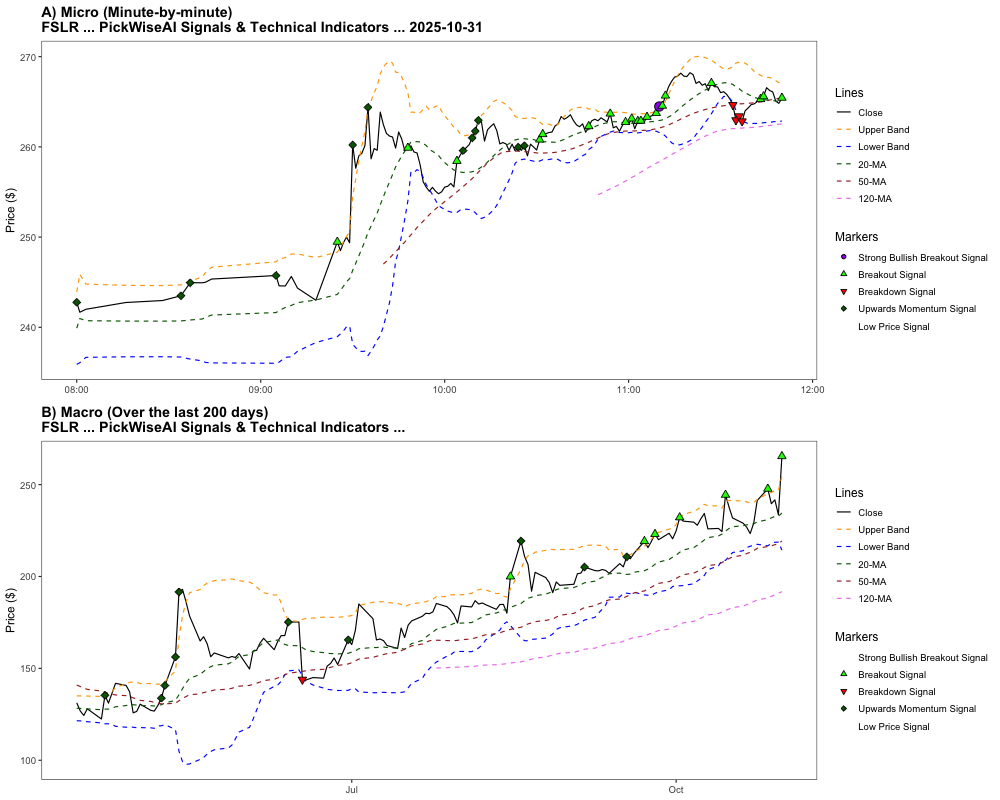 A) Micro (Minute-by-minute)
FSLR ... PickWiseAI Signals & Technical Indicators ... 2025-10-31
Price ($)
270
260
250
240
08:00
09:00
10:00
11:00
12:00
Lines
Close
Upper Band
Lower Band
20-MA
50-MA
120-MA
Markers
Strong Bullish Breakout Signal
Breakout Signal
Breakdown Signal
Upwards Momentum Signal
Low Price Signal
B) Macro (Over the last 200 days)
FSLR ... PickWiseAI Signals & Technical Indicators ...
Price ($)
250
200
150
100
Jul
Oct
Lines
Close
Upper Band
Lower Band
20-MA
50-MA
120-MA
Markers
Strong Bullish Breakout Signal
Breakout Signal
Breakdown Signal
Upwards Momentum Signal
Low Price Signal